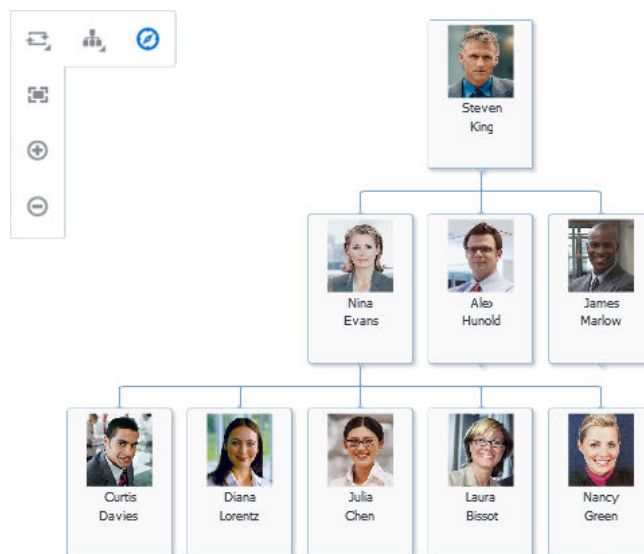 Steven
King
Nina
Evans
Alex
Hunold
James
Marlow
Curtis
Davies
Diana
Lorentz
Julia
Chen
Laura
Bissot
Nancy
Green